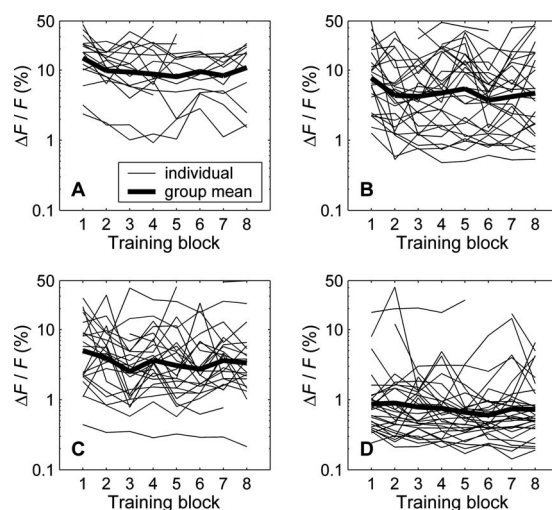 50
10
1
0.1
ΔF / F (%)
individual
group mean
A
1 2 3 4 5 6 7 8
Training block
50
10
1
0.1
ΔF / F (%)
B
1 2 3 4 5 6 7 8
Training block
50
10
1
0.1
ΔF / F (%)
C
1 2 3 4 5 6 7 8
Training block
50
10
1
0.1
ΔF / F (%)
D
1 2 3 4 5 6 7 8
Training block